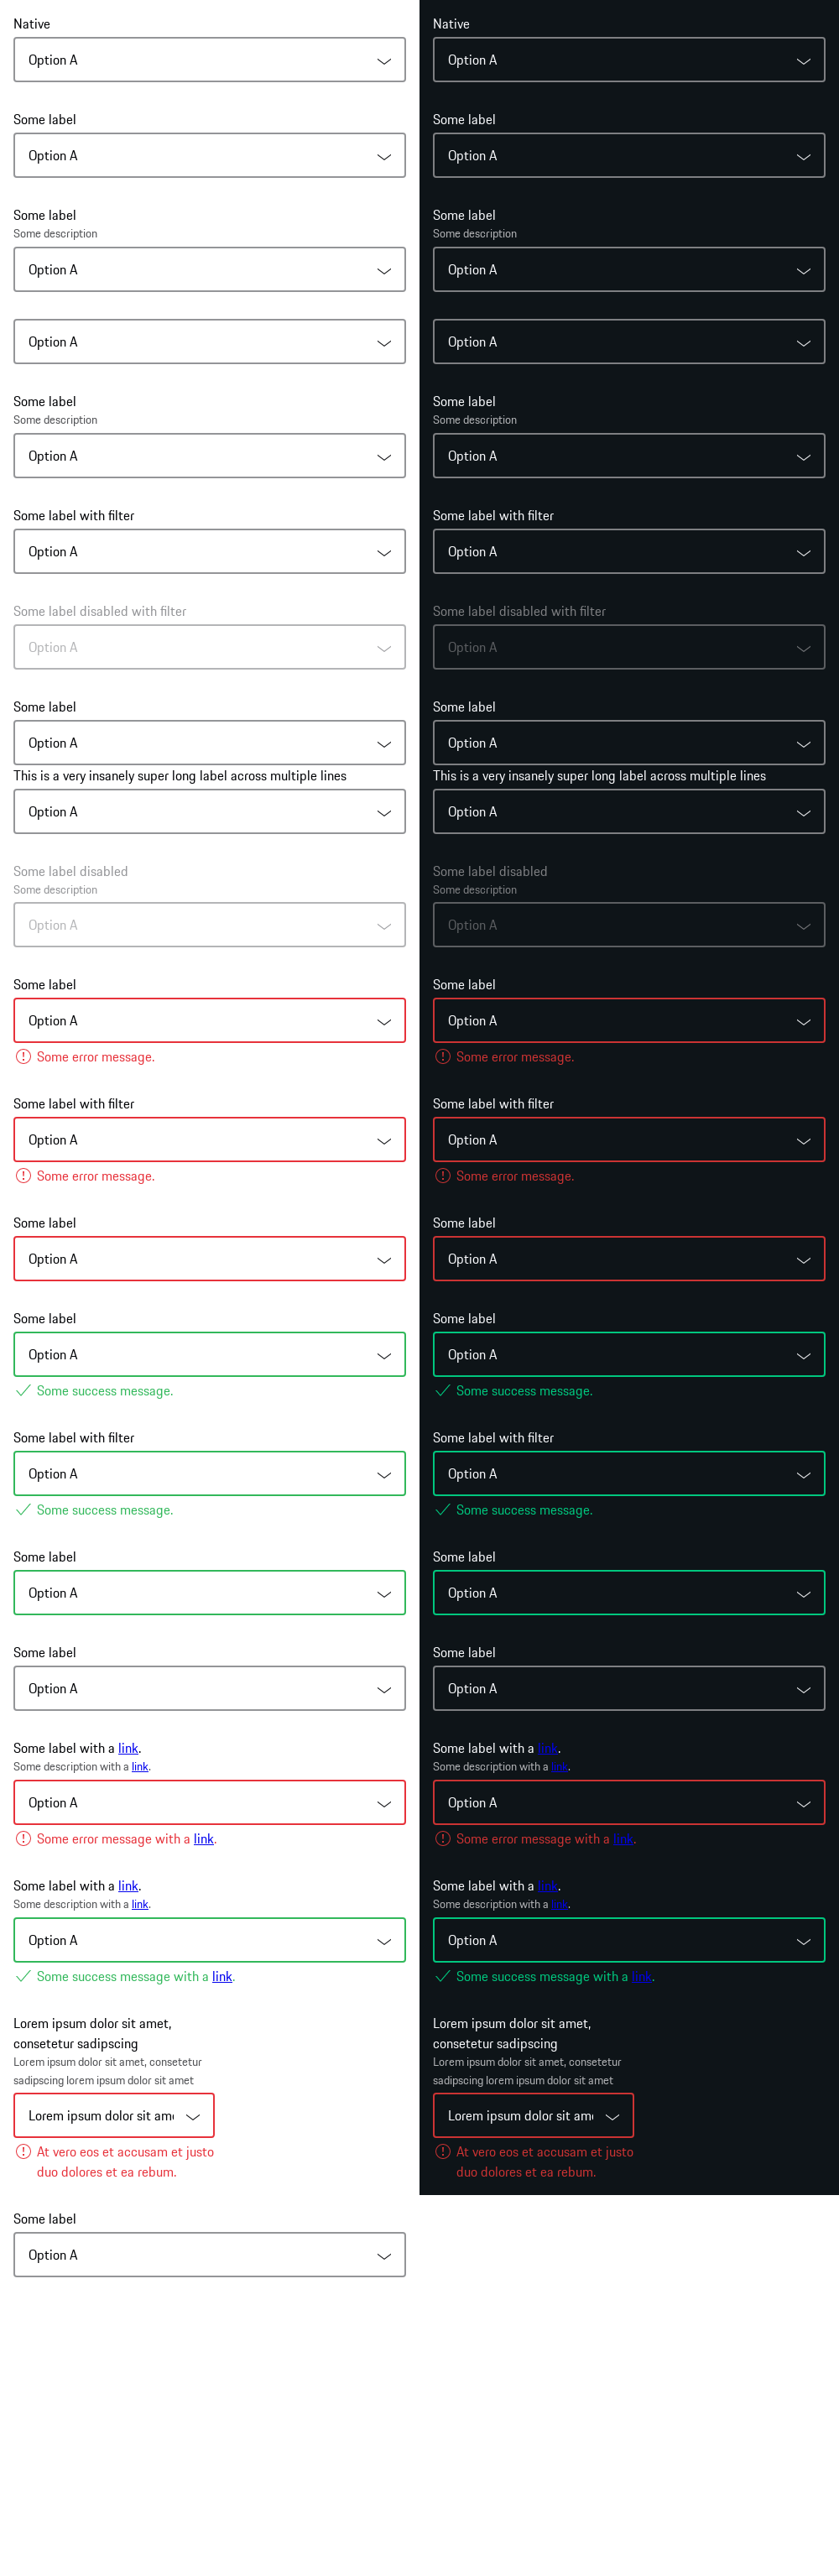 Native
Option A
Some label
Option A
Some label
Some description
Option A
Option A
Some label
Some description
Option A
Some label with filter
Option A
Some label disabled with filter
Option A
Some label
Option A
This is a very insanely super long label across multiple lines
Option A
Some label disabled
Some description
Option A
Some label
Option A
Some error message.
Some label with filter
Option A
Some error message.
Some label
Option A
Some label
Option A
Some success message.
Some label with filter
Option A
Some success message.
Some label
Option A
Some label
Option A
Some label with a link.
Some description with a link.
Option A
Some error message with a link.
Some label with a link.
Some description with a link.
Option A
Some success message with a link.
Lorem ipsum dolor sit amet,
consetetur sadipscing
Lorem ipsum dolor sit amet, consetetur
sadipscing lorem ipsum dolor sit amet
Lorem ipsum dolor sit am
At vero eos et accusam et justo
duo dolores et ea rebum.
Some label
Option A
Native
Option A
Some label
Option A
Some label
Some description
Option A
Option A
Some label
Some description
Option A
Some label with filter
Option A
Some label disabled with filter
Option A
Some label
Option A
This is a very insanely super long label across multiple lines
Option A
Some label disabled
Some description
Option A
Some label
Option A
Some error message.
Some label with filter
Option A
Some error message.
Some label
Option A
Some label
Option A
Some success message.
Some label with filter
Option A
Some success message.
Some label
Option A
Some label
Option A
Some label with a link.
Some description with a link.
Option A
Some error message with a link.
Some label with a link.
Some description with a link.
Option A
Some success message with a link.
Lorem ipsum dolor sit amet,
consetetur sadipscing
Lorem ipsum dolor sit amet, consetetur
sadipscing lorem ipsum dolor sit amet
Lorem ipsum dolor sit am
At vero eos et accusam et justo
duo dolores et ea rebum.